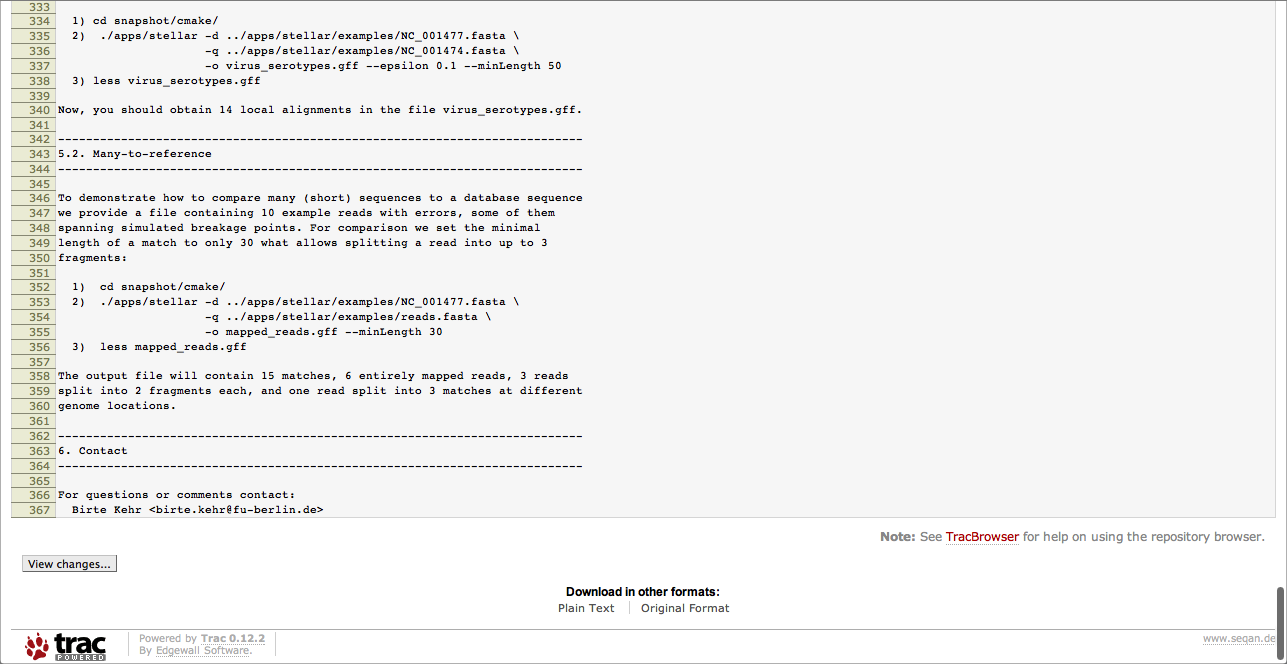 333
334 1) cd snapshot/cmake/
335 2) ./apps/stellar -d ../apps/stellar/examples/NC_001477.fasta \
336 -q ../apps/stellar/examples/NC_001474.fasta \
337 -o virus_serotypes.gff --epsilon 0.1 --minLength 50
338 3) less virus_serotypes.gff
339
340 Now, you should obtain 14 local alignments in the file virus_serotypes.gff.
341
342 ---------------------------------------------------------------------------
343 5.2. Many-to-reference
344 ---------------------------------------------------------------------------
345
346 To demonstrate how to compare many (short) sequences to a database sequence
347 we provide a file containing 10 example reads with errors, some of them
348 spanning simulated breakage points. For comparison we set the minimal
349 length of a match to only 30 what allows splitting a read into up to 3
350 fragments:
351
352 1) cd snapshot/cmake/
353 2) ./apps/stellar -d ../apps/stellar/examples/NC_001477.fasta \
354 -q ../apps/stellar/examples/reads.fasta \
355 -o mapped_reads.gff --minLength 30
356 3) less mapped_reads.gff
357
358 The output file will contain 15 matches, 6 entirely mapped reads, 3 reads
359 split into 2 fragments each, and one read split into 3 matches at different
360 genome locations.
361
362 ---------------------------------------------------------------------------
363 6. Contact
364 ---------------------------------------------------------------------------
365
366 For questions or comments contact:
367 Birte Kehr <birte.kehr@fu-berlin.de>
Note: See TracBrowser for help on using the repository browser.
View changes...
Download in other formats:
Plain Text Original Format
trac
POWERED
Powered by Trac 0.12.2
By Edgewall Software.
www.seqan.de